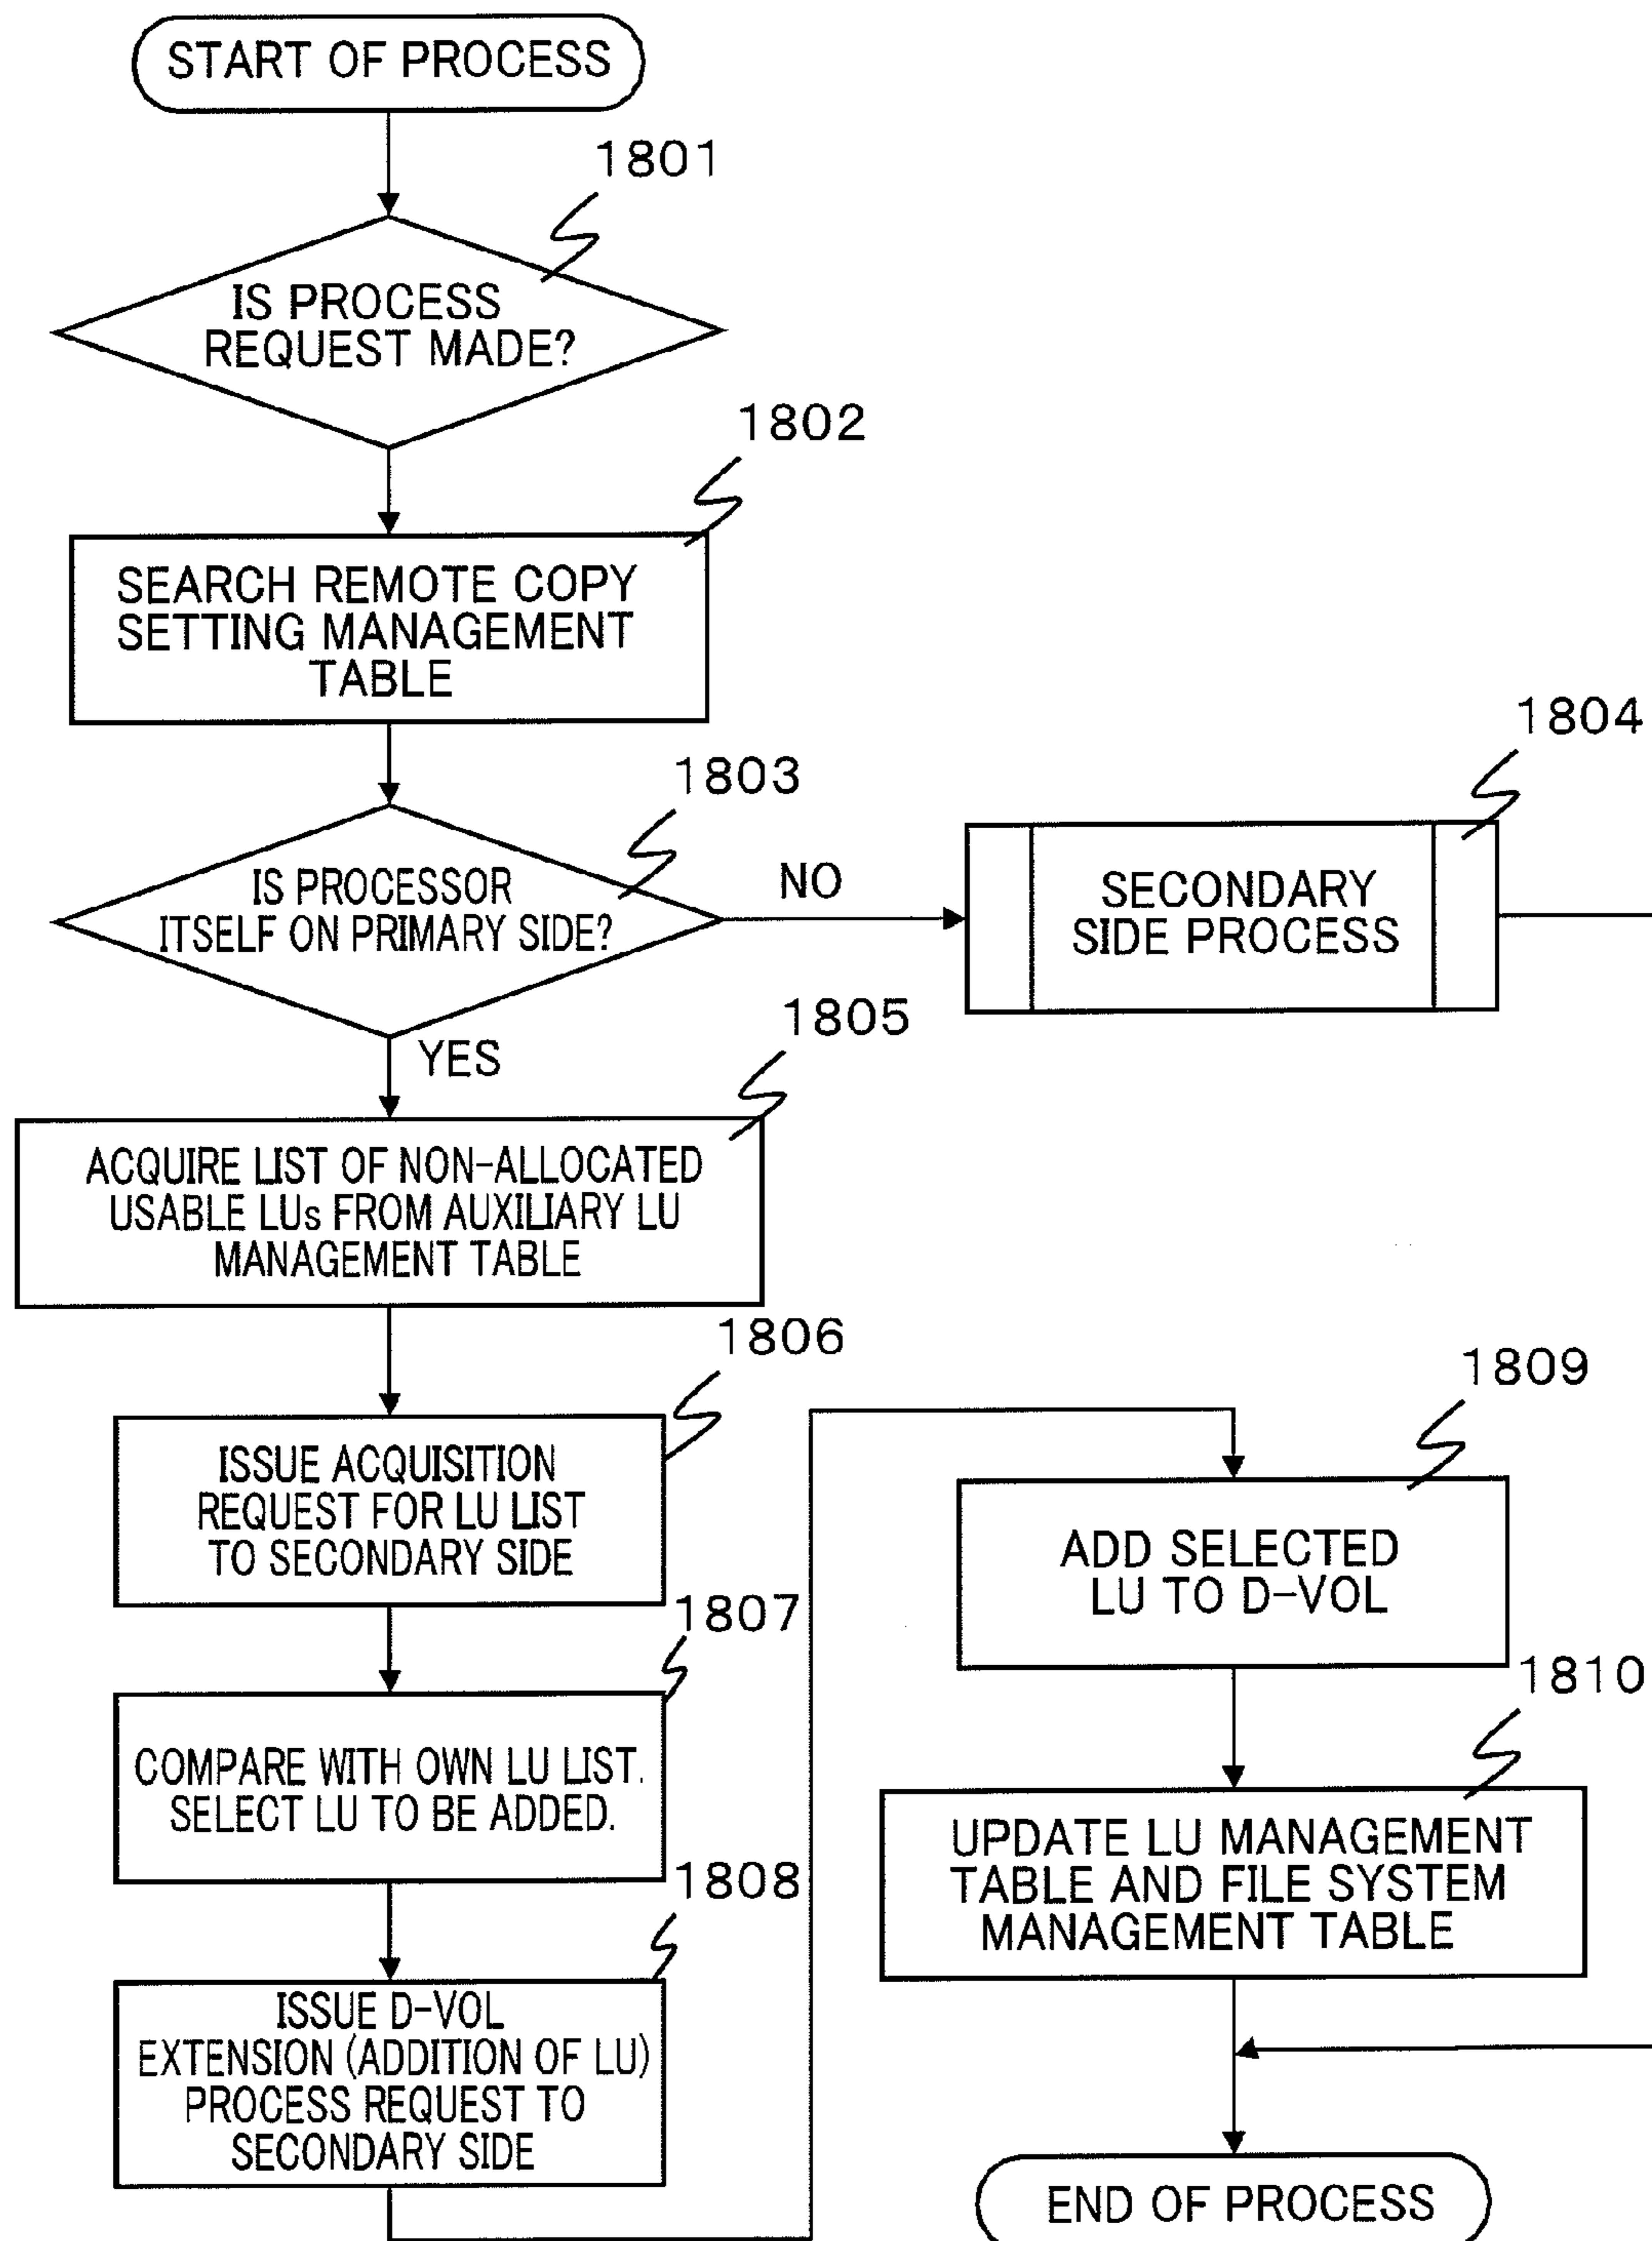 START OF PROCESS
1801
IS PROCESS
REQUEST MADE?
1802
SEARCH REMOTE COPY
SETTING MANAGEMENT
TABLE
1803
IS PROCESSOR
ITSELF ON PRIMARY SIDE?
NO
1804
SECONDARY
SIDE PROCESS
YES
1805
ACQUIRE LIST OF NON-ALLOCATED
USABLE LUs FROM AUXILIARY LU
MANAGEMENT TABLE
1806
ISSUE ACQUISITION
REQUEST FOR LU LIST
TO SECONDARY SIDE
1807
COMPARE WITH OWN LU LIST.
SELECT LU TO BE ADDED.
1808
ISSUE D-VOL
EXTENSION (ADDITION OF LU)
PROCESS REQUEST TO
SECONDARY SIDE
1809
ADD SELECTED
LU TO D-VOL
1810
UPDATE LU MANAGEMENT
TABLE AND FILE SYSTEM
MANAGEMENT TABLE
END OF PROCESS